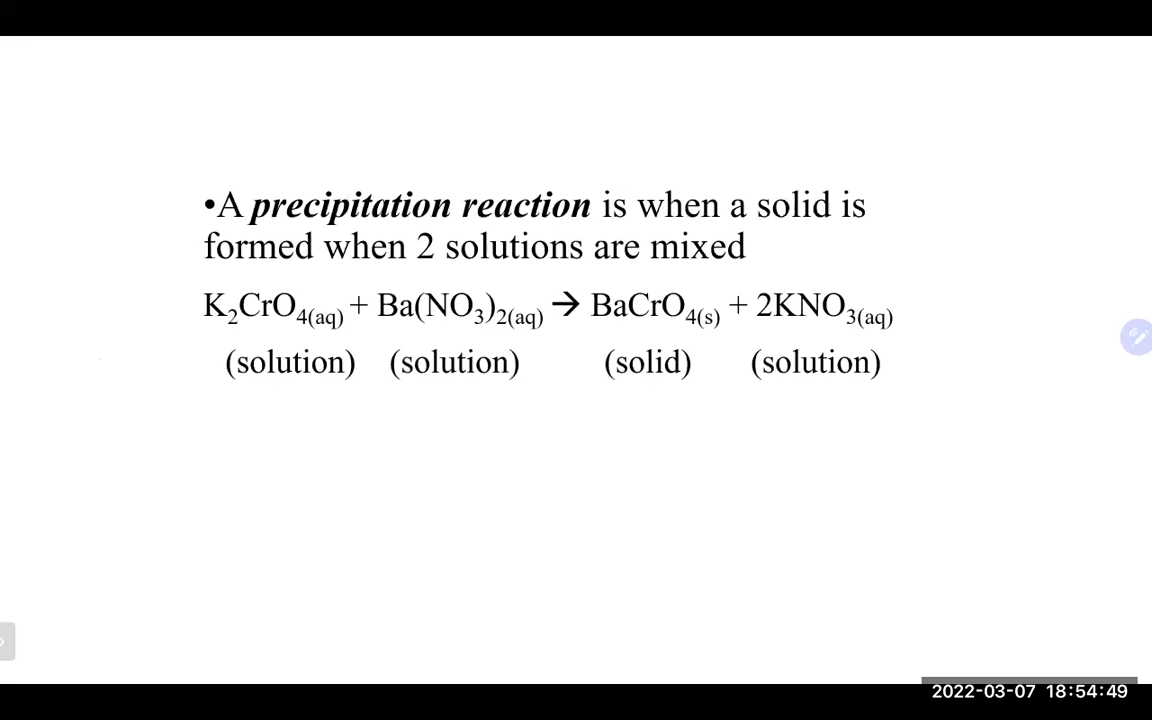 •A precipitation reaction is when a solid is
formed when 2 solutions are mixed
K₂CrO₄(aq) + Ba(NO₃)₂(aq) → BaCrO₄(s) + 2KNO₃(aq)
(solution) (solution) (solid) (solution)
2022-03-07 18:54:49